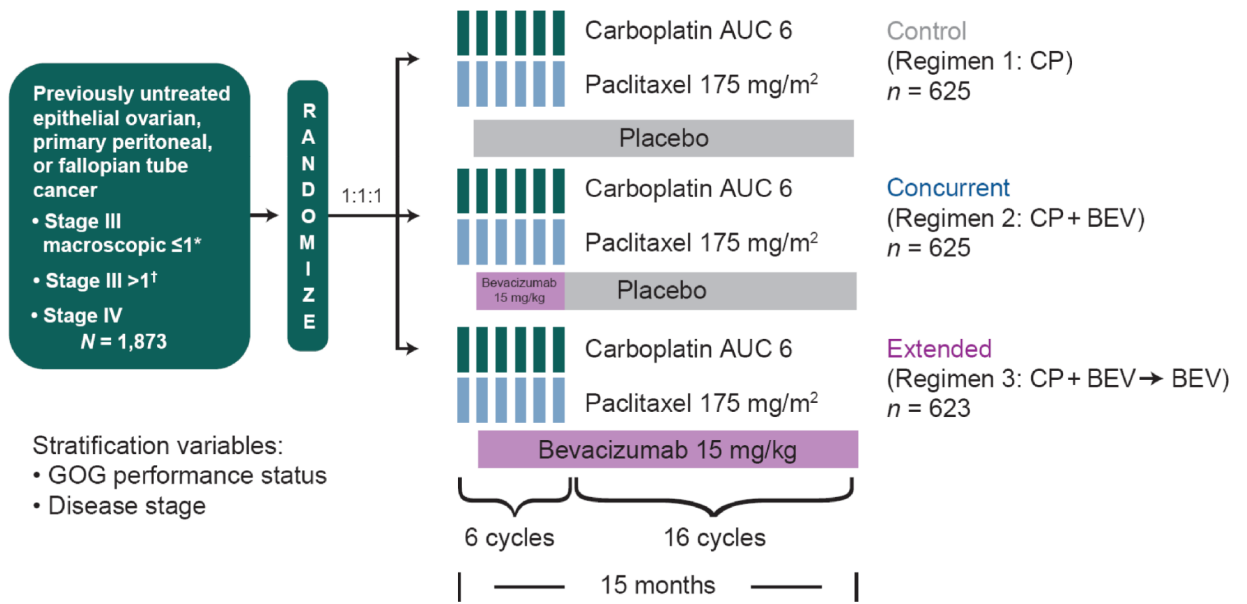 Previously untreated
epithelial ovarian,
primary peritoneal,
or fallopian tube
cancer
• Stage III
macroscopic ≤1*
• Stage III >1†
• Stage IV
N = 1,873
RANDOMIZE
1:1:1
Carboplatin AUC 6
Paclitaxel 175 mg/m²
Placebo
Control
(Regimen 1: CP)
n = 625
Carboplatin AUC 6
Paclitaxel 175 mg/m²
Bevacizumab
15 mg/kg
Placebo
Concurrent
(Regimen 2: CP + BEV)
n = 625
Carboplatin AUC 6
Paclitaxel 175 mg/m²
Bevacizumab 15 mg/kg
Extended
(Regimen 3: CP + BEV → BEV)
n = 623
Stratification variables:
• GOG performance status
• Disease stage
6 cycles
16 cycles
15 months